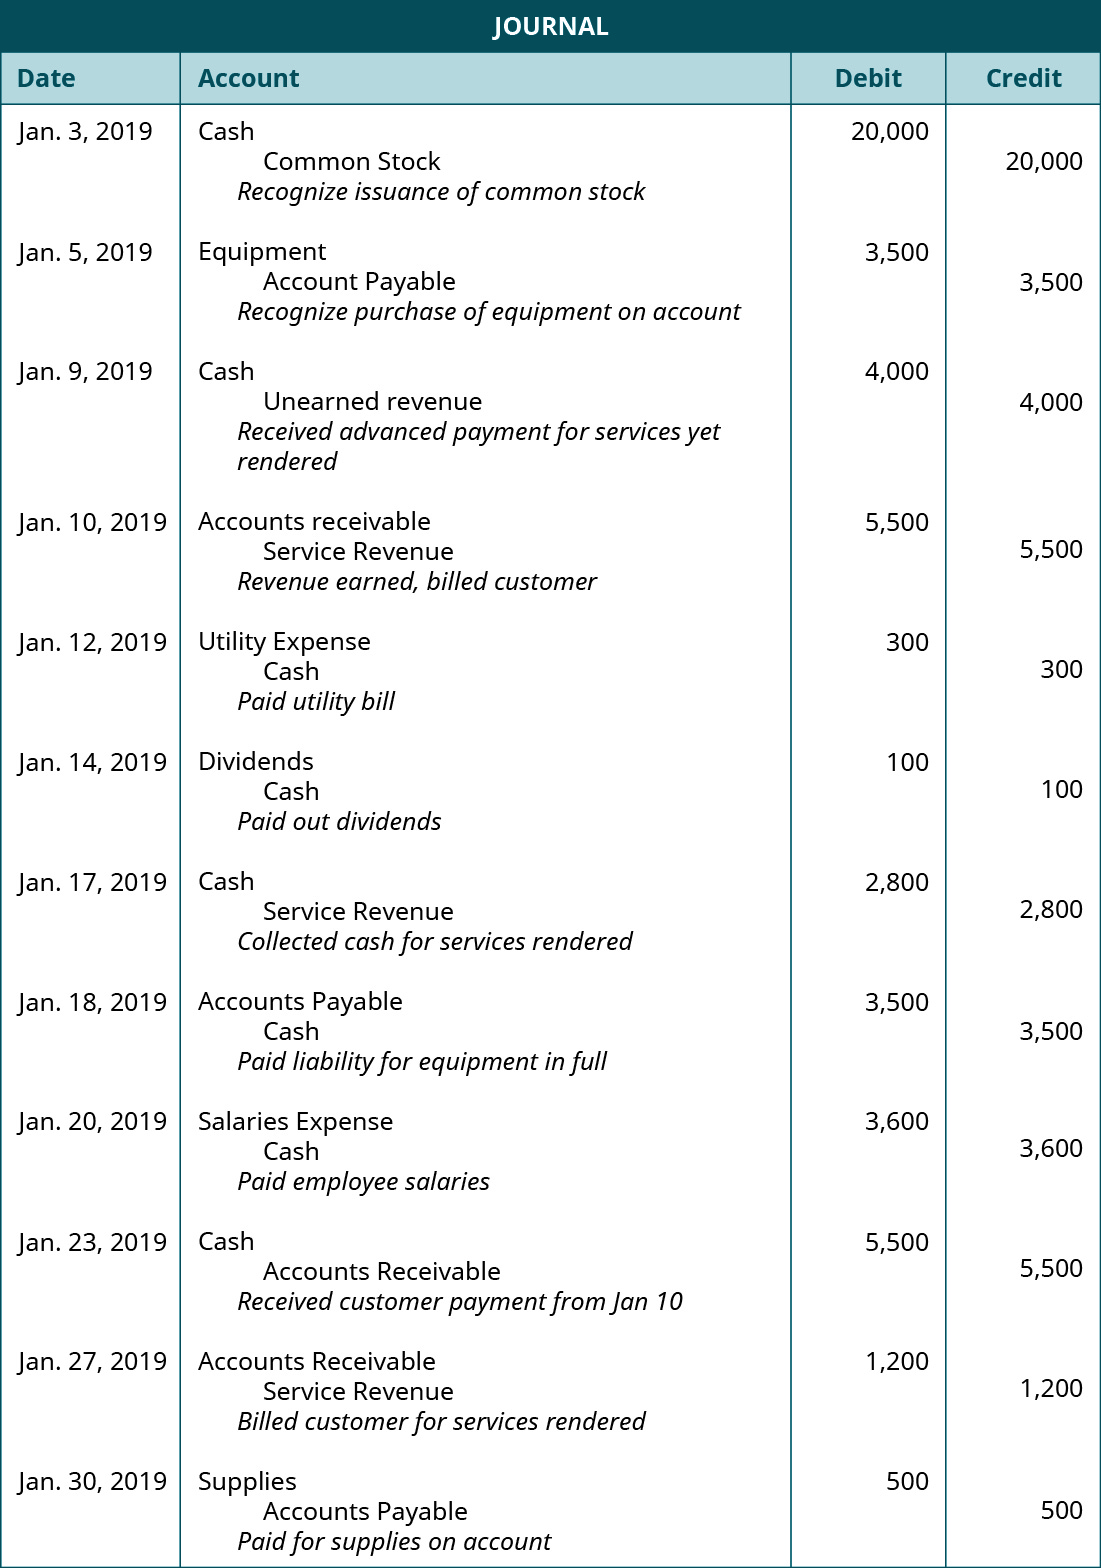 JOURNAL
Date Account Debit Credit
Jan. 3, 2019 Cash 20,000
Common Stock 20,000
Recognize issuance of common stock
Jan. 5, 2019 Equipment 3,500
Account Payable 3,500
Recognize purchase of equipment on account
Jan. 9, 2019 Cash 4,000
Unearned revenue 4,000
Received advanced payment for services yet
rendered
Jan. 10, 2019 Accounts receivable 5,500
Service Revenue 5,500
Revenue earned, billed customer
Jan. 12, 2019 Utility Expense 300
Cash 300
Paid utility bill
Jan. 14, 2019 Dividends 100
Cash 100
Paid out dividends
Jan. 17, 2019 Cash 2,800
Service Revenue 2,800
Collected cash for services rendered
Jan. 18, 2019 Accounts Payable 3,500
Cash 3,500
Paid liability for equipment in full
Jan. 20, 2019 Salaries Expense 3,600
Cash 3,600
Paid employee salaries
Jan. 23, 2019 Cash 5,500
Accounts Receivable 5,500
Received customer payment from Jan 10
Jan. 27, 2019 Accounts Receivable 1,200
Service Revenue 1,200
Billed customer for services rendered
Jan. 30, 2019 Supplies 500
Accounts Payable 500
Paid for supplies on account